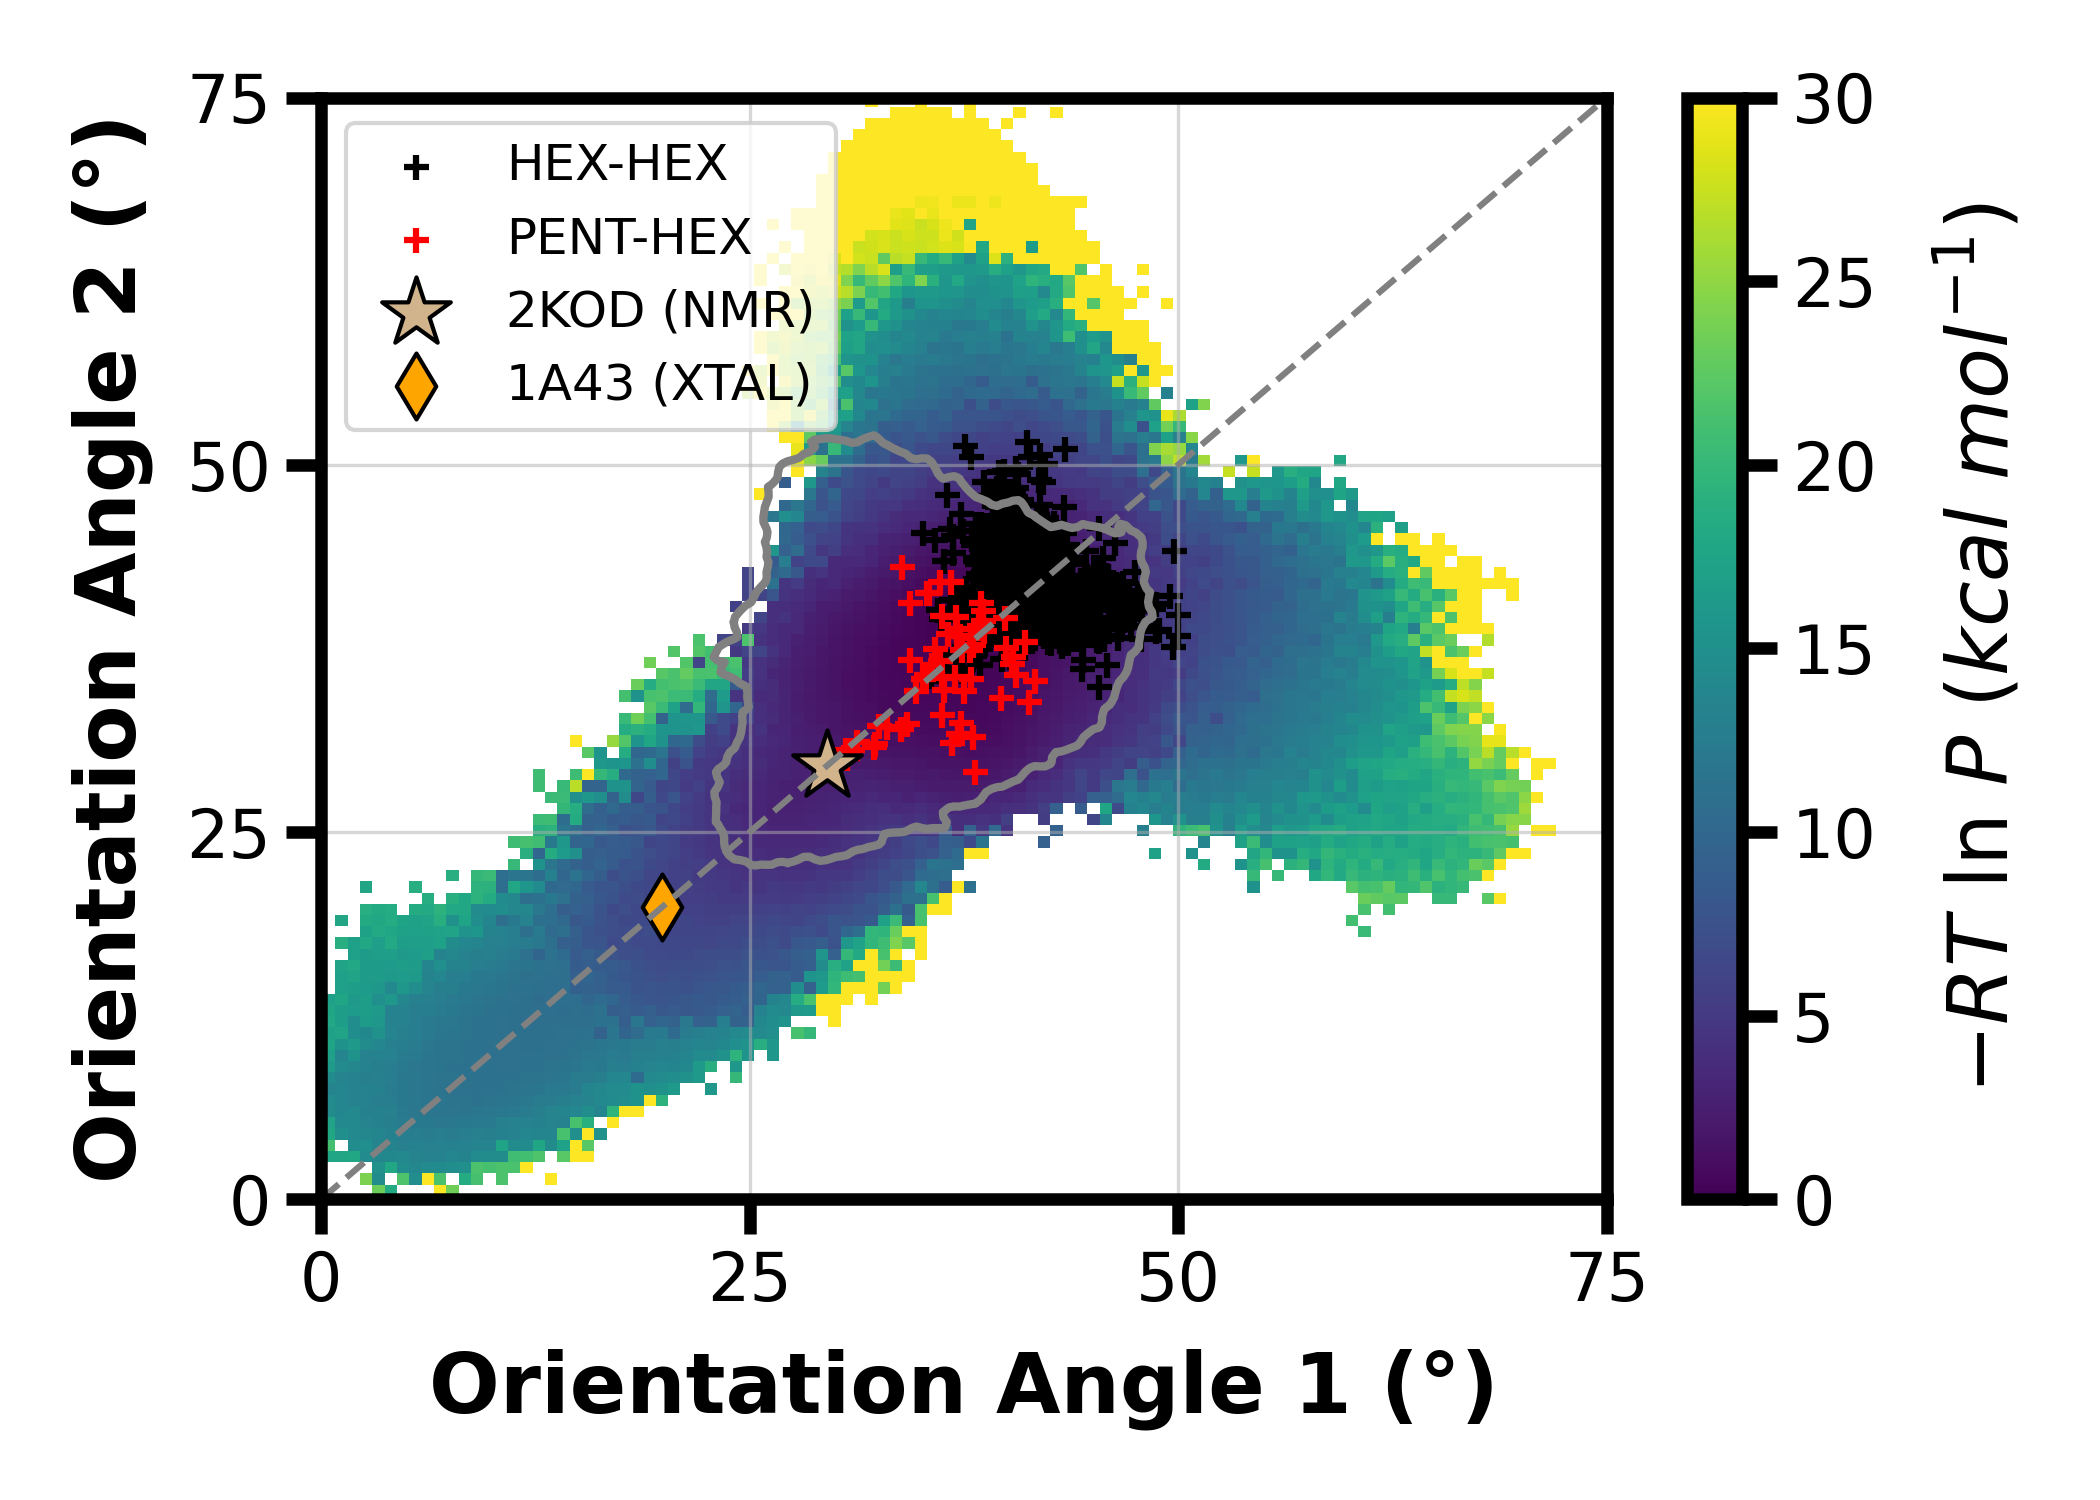 Orientation Angle 2 (°)
75
50
25
0
HEX-HEX
PENT-HEX
2KOD (NMR)
1A43 (XTAL)
0
25
50
75
Orientation Angle 1 (°)
30
25
20
15
10
5
0
−RT ln P (kcal mol⁻¹)